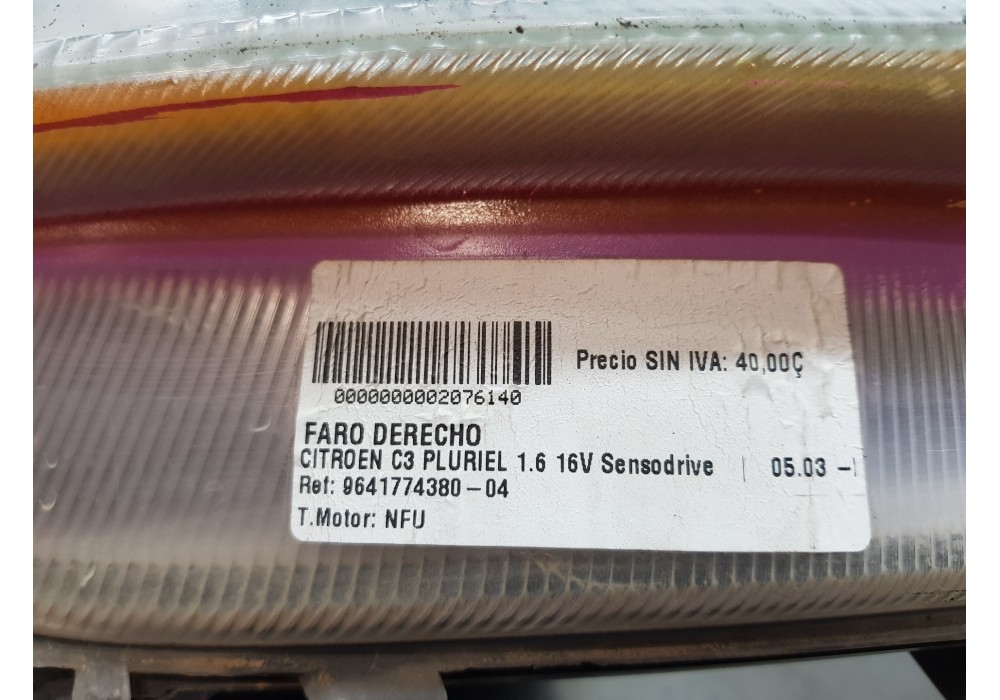 Precio SIN IVA: 40,00Ç
0000000002076140
FARO DERECHO
CITROEN C3 PLURIEL 1.6 16V Sensodrive | 05.03 -
Ref: 9641774380-04
T.Motor: NFU